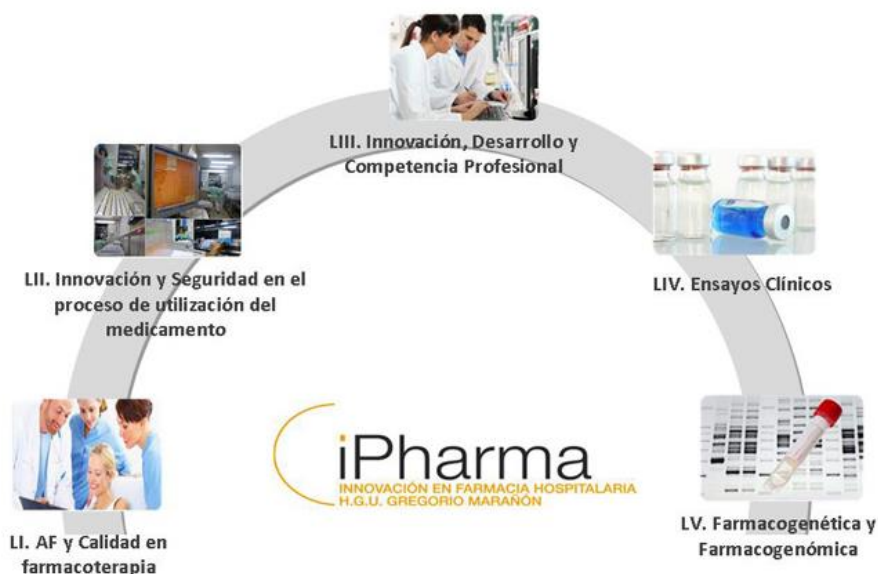 LIII. Innovación, Desarrollo y
Competencia Profesional
LII. Innovación y Seguridad en el
proceso de utilización del
medicamento
LIV. Ensayos Clínicos
iPharma
INNOVACIÓN EN FARMACIA HOSPITALARIA
H.G.U. GREGORIO MARAÑÓN
LI. AF y Calidad en
farmacoterapia
LV. Farmacogenética y
Farmacogenómica